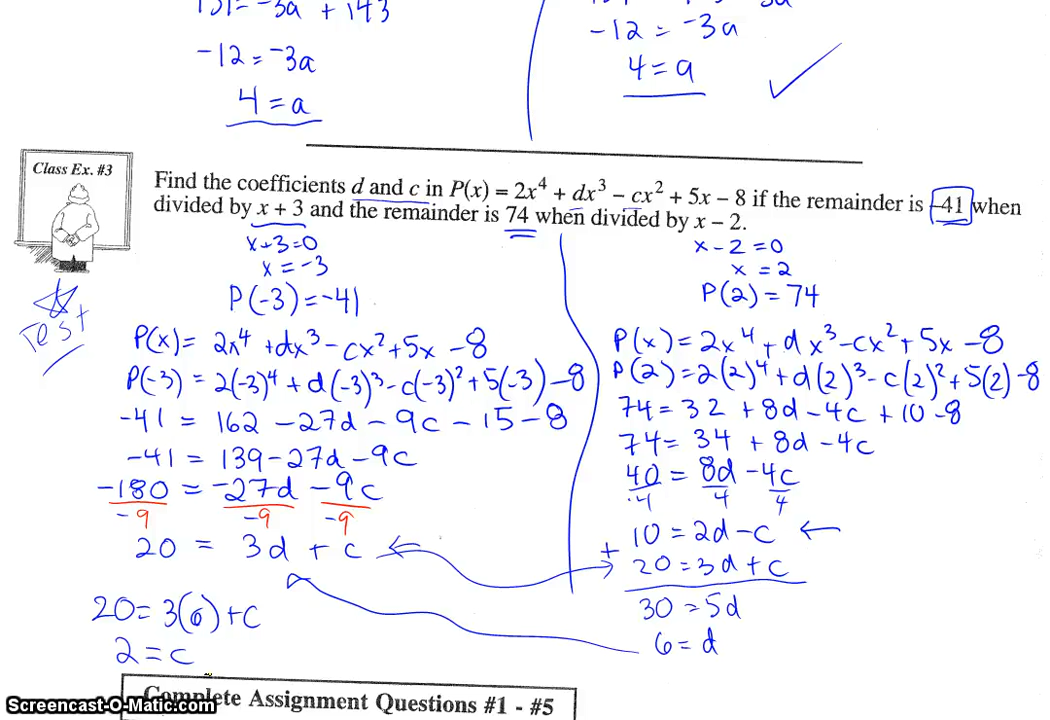 131 = -3a + 143
-12 = -3a
-12 = -3a
4 = a
4 = a
Class Ex. #3
Find the coefficients d and c in P(x) = 2x⁴ + dx³ − cx² + 5x − 8 if the remainder is −41 when
divided by x + 3 and the remainder is 74 when divided by x − 2.
Test
x+3=0
x = -3
P(-3) = -41
P(x) = 2x⁴ + dx³ - cx² + 5x - 8
P(-3) = 2(-3)⁴ + d(-3)³ - c(-3)² + 5(-3) - 8
-41 = 162 - 27d - 9c - 15 - 8
-41 = 139 - 27d - 9c
-180 = -27d - 9c
-9 -9 -9
20 = 3d + c
20 = 3(6) + c
2 = c
x - 2 = 0
x = 2
P(2) = 74
P(x) = 2x⁴ + dx³ - cx² + 5x - 8
P(2) = 2(2)⁴ + d(2)³ - c(2)² + 5(2) - 8
74 = 32 + 8d - 4c + 10 - 8
74 = 34 + 8d - 4c
40 = 8d - 4c
4 4 4
10 = 2d - c
+ 20 = 3d + c
30 = 5d
6 = d
Complete Assignment Questions #1 - #5
Screencast-O-Matic.com